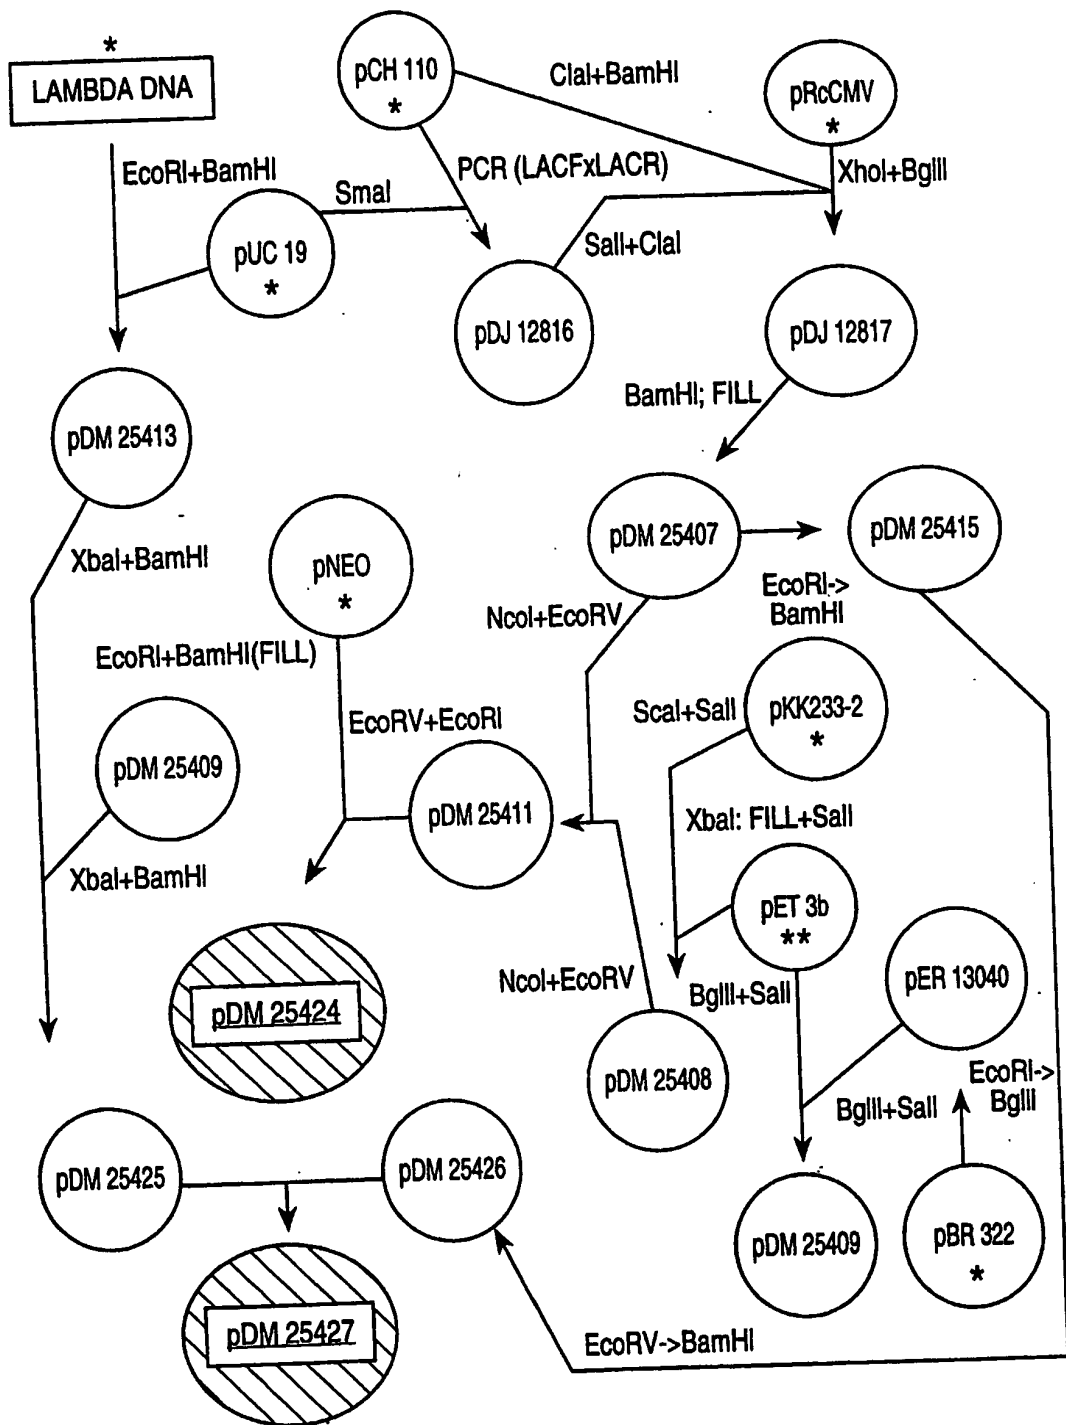 *
LAMBDA DNA
pCH 110
*
ClaI+BamHI
pRcCMV
*
EcoRI+BamHI
PCR (LACFxLACR)
XhoI+BglII
SmaI
pUC 19
*
SalI+ClaI
pDJ 12816
pDJ 12817
BamHI; FILL
pDM 25413
pDM 25407
pDM 25415
XbaI+BamHI
pNEO
*
NcoI+EcoRV
EcoRI->
BamHI
EcoRI+BamHI(FILL)
ScaI+SalI
pKK233-2
*
EcoRV+EcoRI
pDM 25409
pDM 25411
XbaI: FILL+SalI
XbaI+BamHI
pET 3b
**
NcoI+EcoRV
BglII+SalI
pER 13040
pDM 25424
pDM 25408
EcoRI->
BglII
BglII+SalI
pDM 25425
pDM 25426
pDM 25409
pBR 322
*
pDM 25427
EcoRV->BamHI